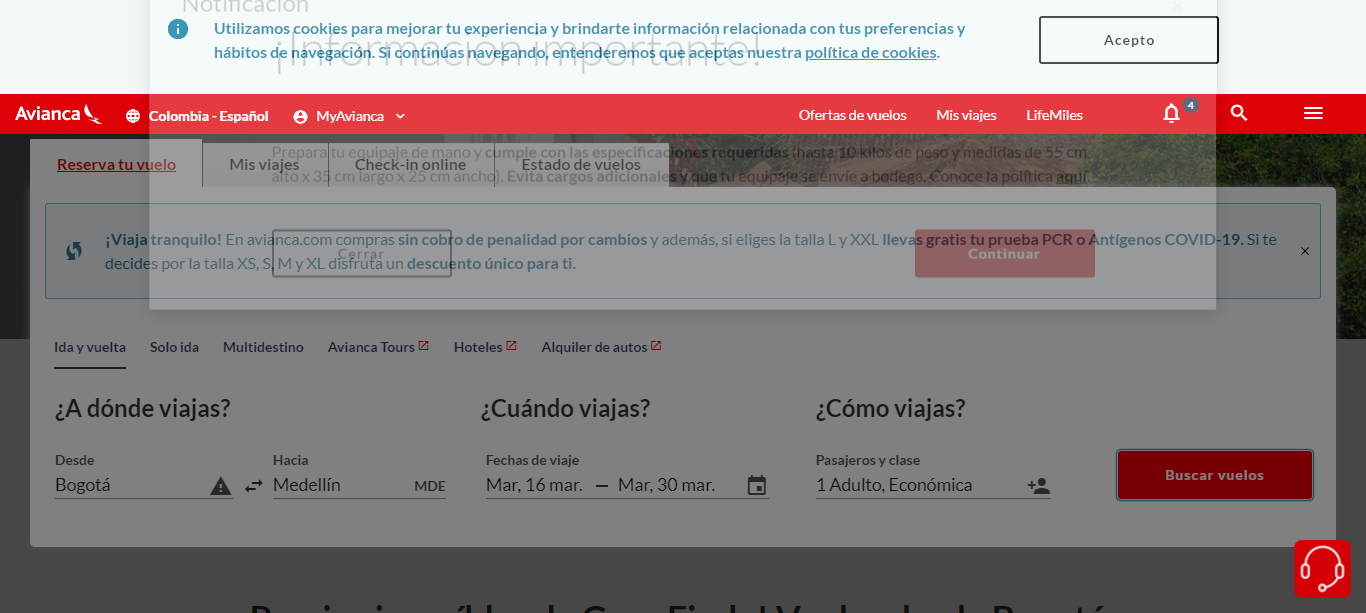 Notificación
Utilizamos cookies para mejorar tu experiencia y brindarte información relacionada con tus preferencias y
hábitos de navegación. Si continúas navegando, entenderemos que aceptas nuestra política de cookies.
¡Información importante!
Acepto
Avianca
Colombia - Español
MyAvianca
Ofertas de vuelos
Mis viajes
LifeMiles
4
Prepara tu equipaje de mano y cumple con las especificaciones requeridas (hasta 10 kilos de peso y medidas de 55 cm
alto x 35 cm largo x 25 cm ancho). Evita cargos adicionales y que tu equipaje se envíe a bodega. Conoce la política aquí.
Reserva tu vuelo
Mis viajes
Check-in online
Estado de vuelos
¡Viaja tranquilo! En avianca.com compras sin cobro de penalidad por cambios y además, si eliges la talla L y XXL llevas gratis tu prueba PCR o Antígenos COVID-19. Si te
decides por la talla XS, S, M y XL disfruta un descuento único para ti.
Cerrar
Continuar
Ida y vuelta
Solo ida
Multidestino
Avianca Tours
Hoteles
Alquiler de autos
¿A dónde viajas?
¿Cuándo viajas?
¿Cómo viajas?
Desde
Hacia
Fechas de viaje
Pasajeros y clase
Bogotá
Medellín
MDE
Mar, 16 mar.
Mar, 30 mar.
1 Adulto, Económica
Buscar vuelos